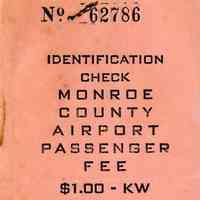 Nº 62786
IDENTIFICATION
CHECK
MONROE
COUNTY
AIRPORT
PASSENGER
FEE
$1.00 - KW